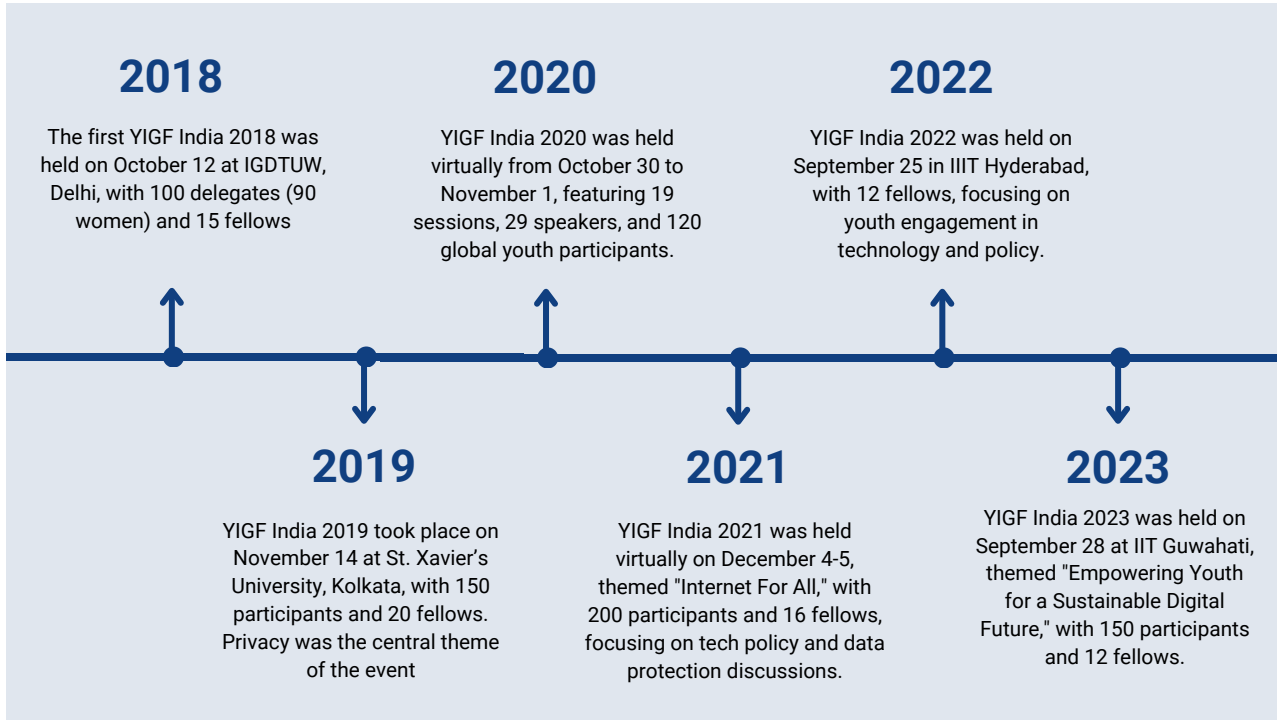 2018
The first YIGF India 2018 was
held on October 12 at IGDTUW,
Delhi, with 100 delegates (90
women) and 15 fellows
2020
YIGF India 2020 was held
virtually from October 30 to
November 1, featuring 19
sessions, 29 speakers, and 120
global youth participants.
2022
YIGF India 2022 was held on
September 25 in IIIT Hyderabad,
with 12 fellows, focusing on
youth engagement in
technology and policy.
2019
YIGF India 2019 took place on
November 14 at St. Xavier’s
University, Kolkata, with 150
participants and 20 fellows.
Privacy was the central theme
of the event
2021
YIGF India 2021 was held
virtually on December 4-5,
themed "Internet For All," with
200 participants and 16 fellows,
focusing on tech policy and data
protection discussions.
2023
YIGF India 2023 was held on
September 28 at IIT Guwahati,
themed "Empowering Youth
for a Sustainable Digital
Future," with 150 participants
and 12 fellows.